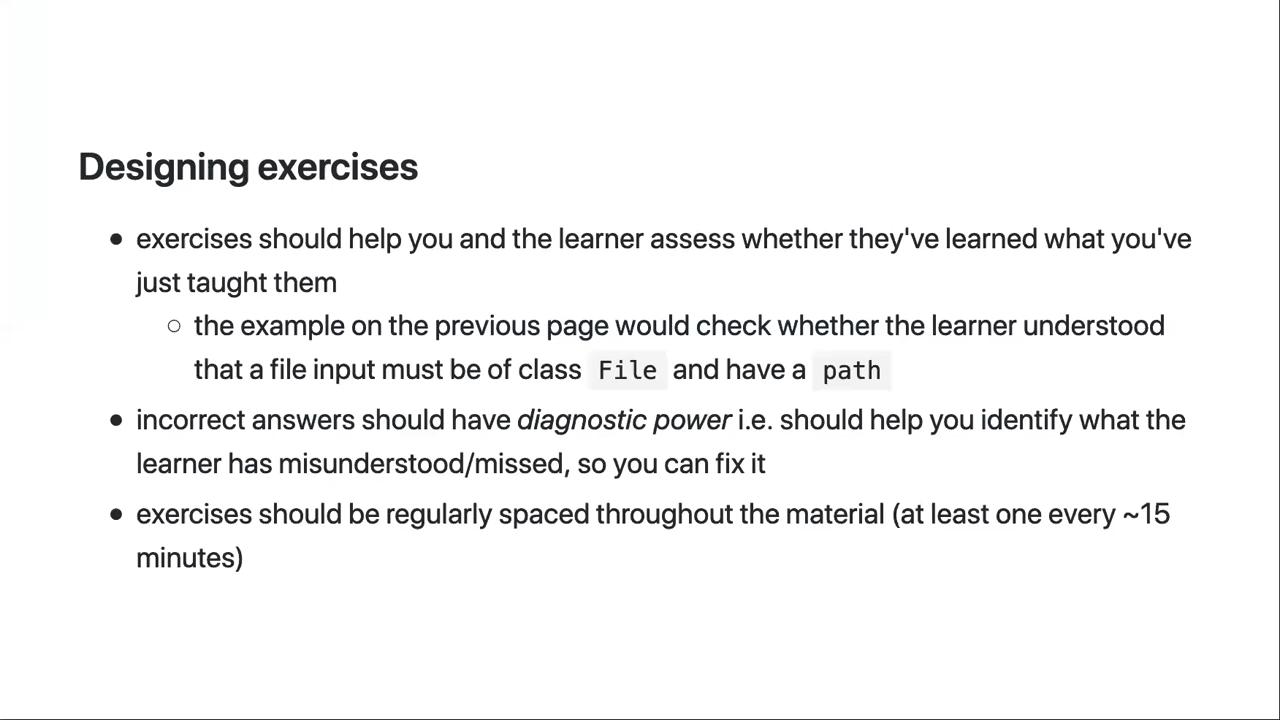 Designing exercises
• exercises should help you and the learner assess whether they've learned what you've
just taught them
○ the example on the previous page would check whether the learner understood
that a file input must be of class File and have a path
• incorrect answers should have diagnostic power i.e. should help you identify what the
learner has misunderstood/missed, so you can fix it
• exercises should be regularly spaced throughout the material (at least one every ~15
minutes)